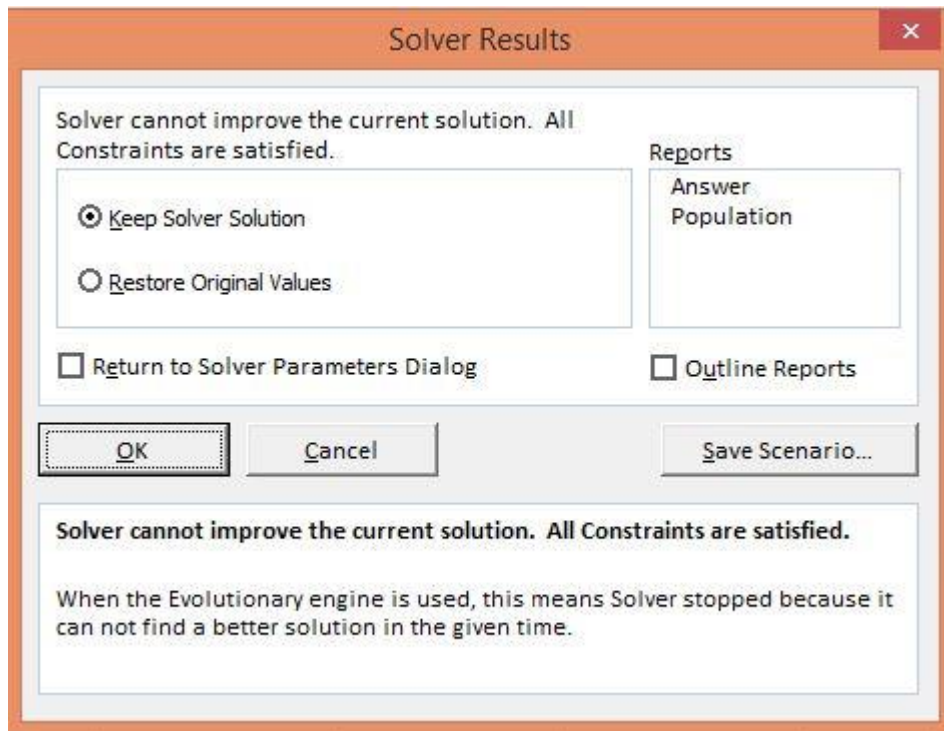 Solver Results
Solver cannot improve the current solution.  All
Constraints are satisfied.
Reports
Answer
Population
Keep Solver Solution
Restore Original Values
Return to Solver Parameters Dialog
Outline Reports
OK
Cancel
Save Scenario...
Solver cannot improve the current solution.  All Constraints are satisfied.
When the Evolutionary engine is used, this means Solver stopped because it
can not find a better solution in the given time.